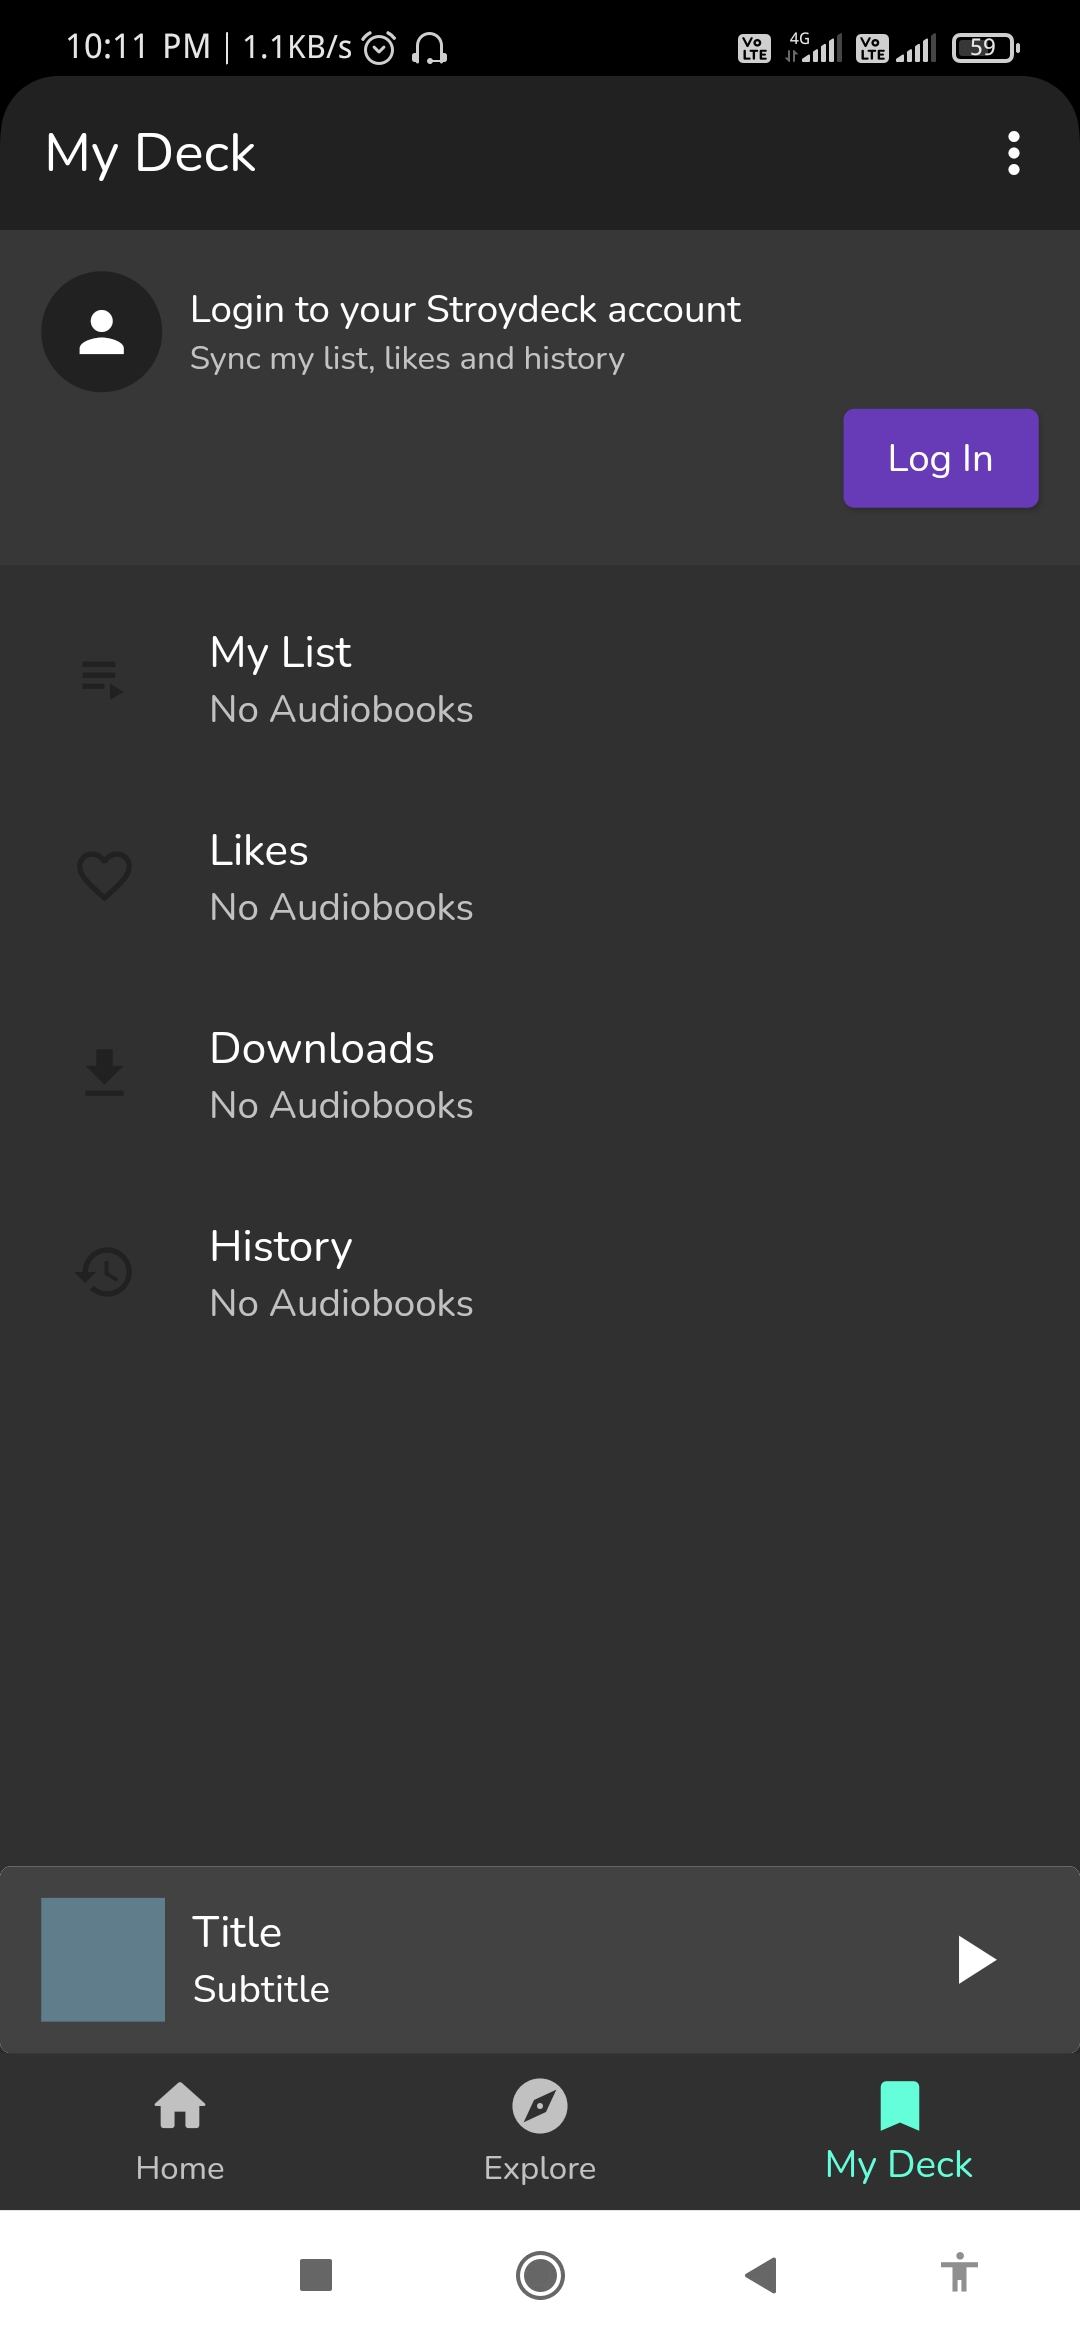 10:11 PM | 1.1KB/s
Vo LTE 4G Vo LTE 59
My Deck
Login to your Stroydeck account
Sync my list, likes and history
Log In
My List
No Audiobooks
Likes
No Audiobooks
Downloads
No Audiobooks
History
No Audiobooks
Title
Subtitle
Home
Explore
My Deck